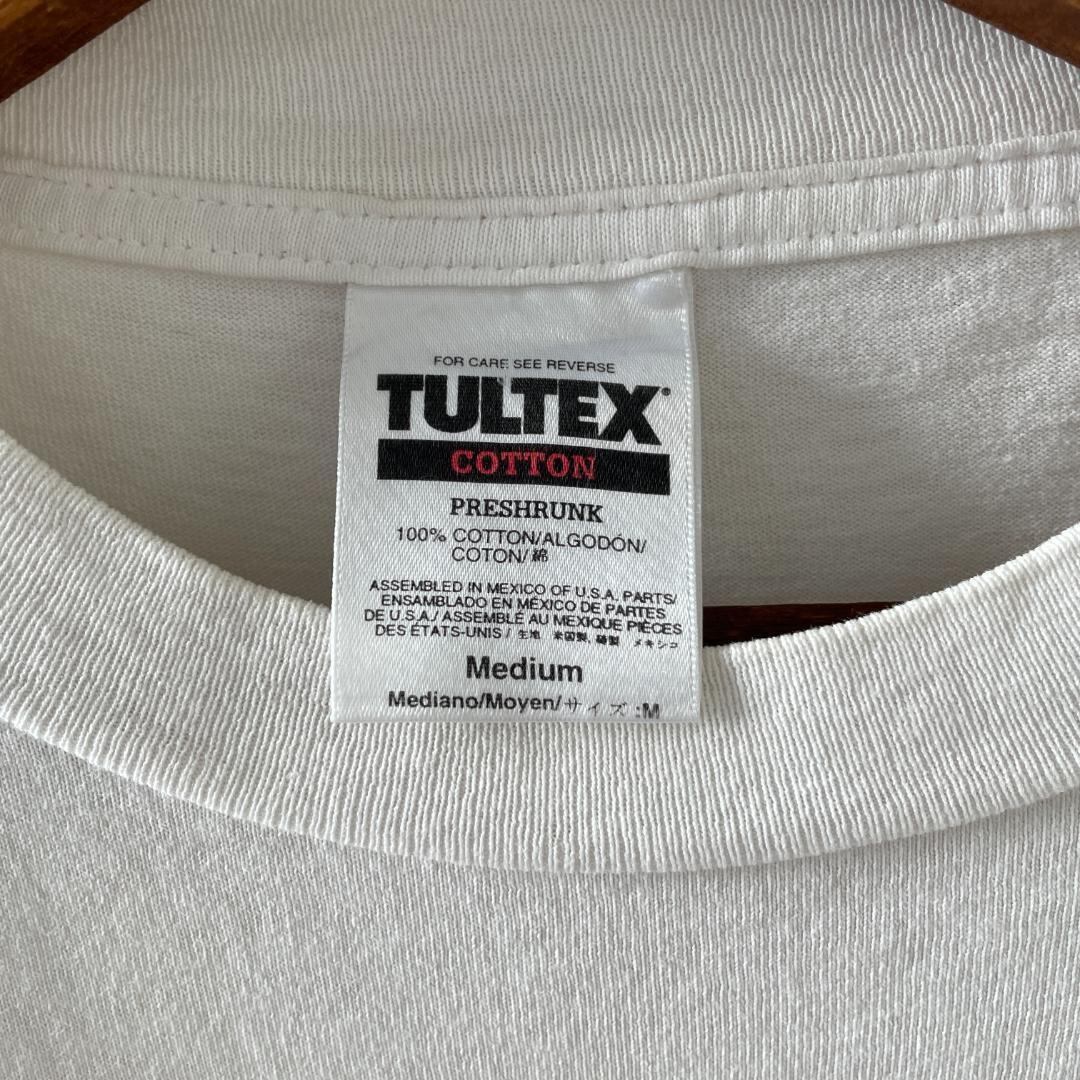 FOR CARE SEE REVERSE
TULTEX®
COTTON
PRESHRUNK
100% COTTON/ALGODÓN/
COTON/綿
ASSEMBLED IN MEXICO OF U.S.A. PARTS/
ENSAMBLADO EN MÉXICO DE PARTES
DE U.S.A./ ASSEMBLÉ AU MEXIQUE PIÈCES
DES ÉTATS-UNIS / 生地 米国製, 縫製 メキシコ
Medium
Mediano/Moyen/サイズ:M